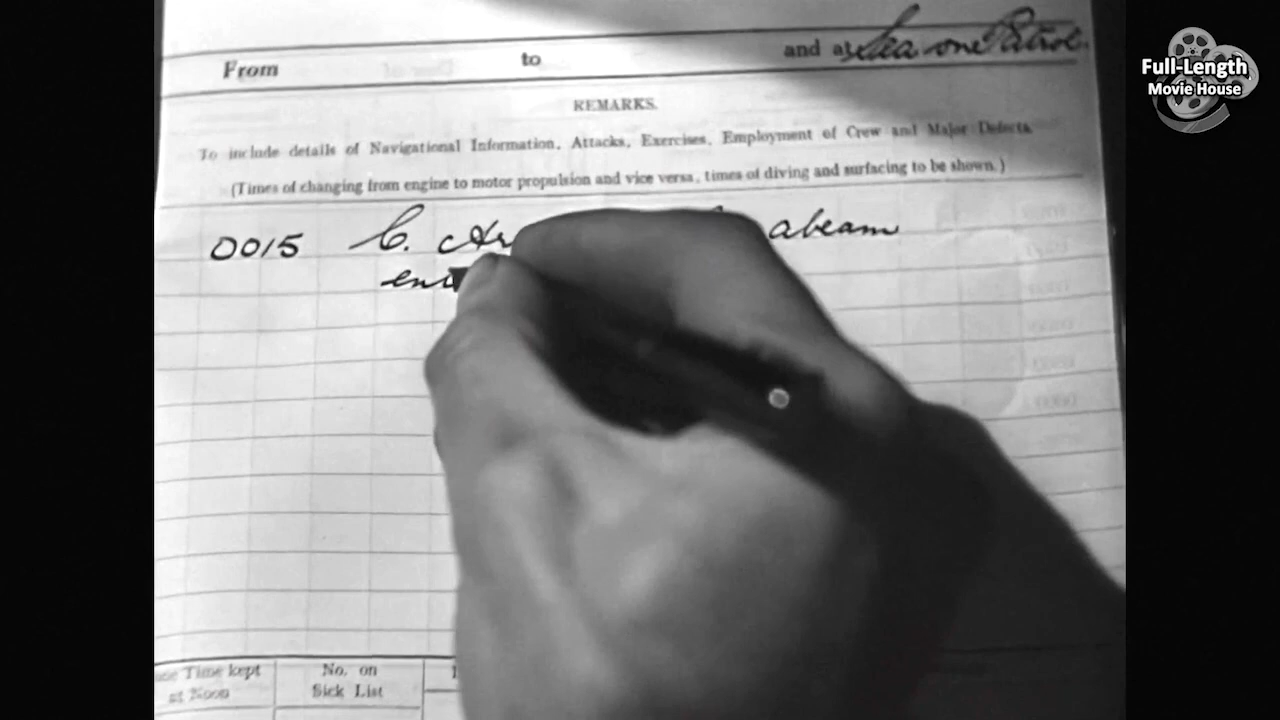 From to and at Sea on Patrol.
REMARKS.
To include details of Navigational Information, Attacks, Exercises, Employment of Crew and Major Defects
(Times of changing from engine to motor propulsion and vice versa, times of diving and surfacing to be shown.)
0015 C. abeam
Time kept
at Noon
No. on
Sick List
Full-Length
Movie House